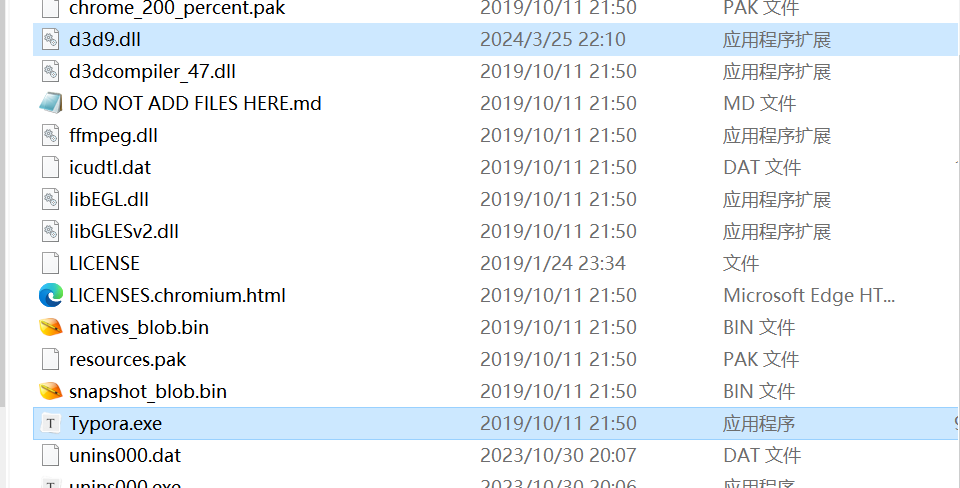 chrome_200_percent.pak 2019/10/11 21:50 PAK 文件
d3d9.dll 2024/3/25 22:10 应用程序扩展
d3dcompiler_47.dll 2019/10/11 21:50 应用程序扩展
DO NOT ADD FILES HERE.md 2019/10/11 21:50 MD 文件
ffmpeg.dll 2019/10/11 21:50 应用程序扩展
icudtl.dat 2019/10/11 21:50 DAT 文件
libEGL.dll 2019/10/11 21:50 应用程序扩展
libGLESv2.dll 2019/10/11 21:50 应用程序扩展
LICENSE 2019/1/24 23:34 文件
LICENSES.chromium.html 2019/10/11 21:50 Microsoft Edge HT...
natives_blob.bin 2019/10/11 21:50 BIN 文件
resources.pak 2019/10/11 21:50 PAK 文件
snapshot_blob.bin 2019/10/11 21:50 BIN 文件
T Typora.exe 2019/10/11 21:50 应用程序
unins000.dat 2023/10/30 20:07 DAT 文件
unins000.exe 2023/10/30 20:06 应用程序